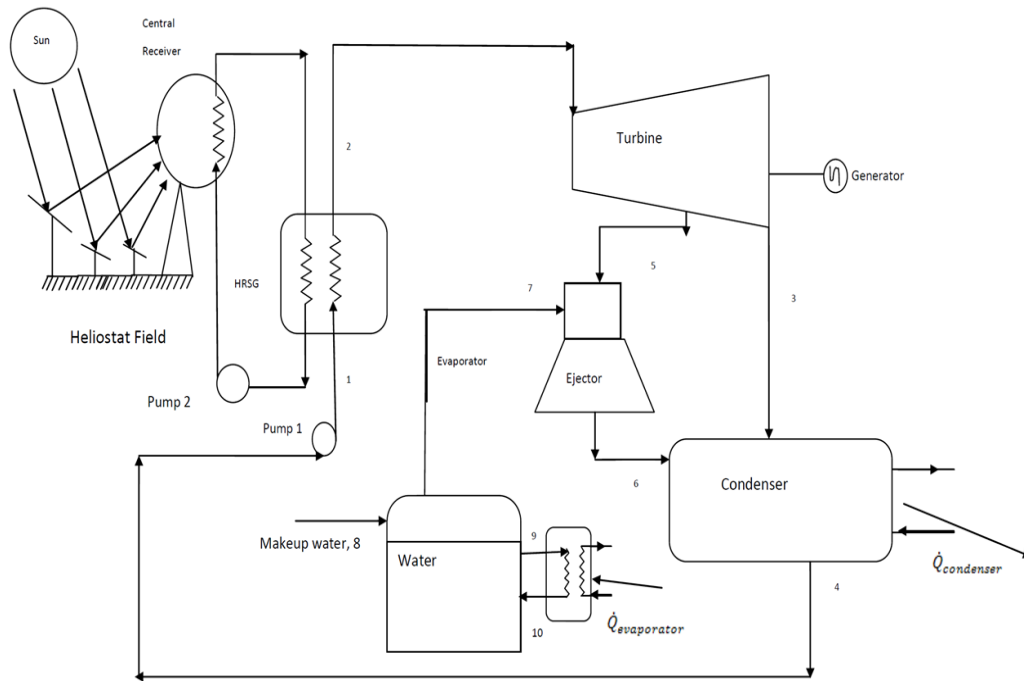 Sun
Central
Receiver
2
Turbine
Generator
HRSG
5
7
3
Heliostat Field
Evaporator
1
Ejector
Pump 2
Pump 1
6
Condenser
Makeup water, 8
9
Water
Q̇condenser
4
10
Q̇evaporator